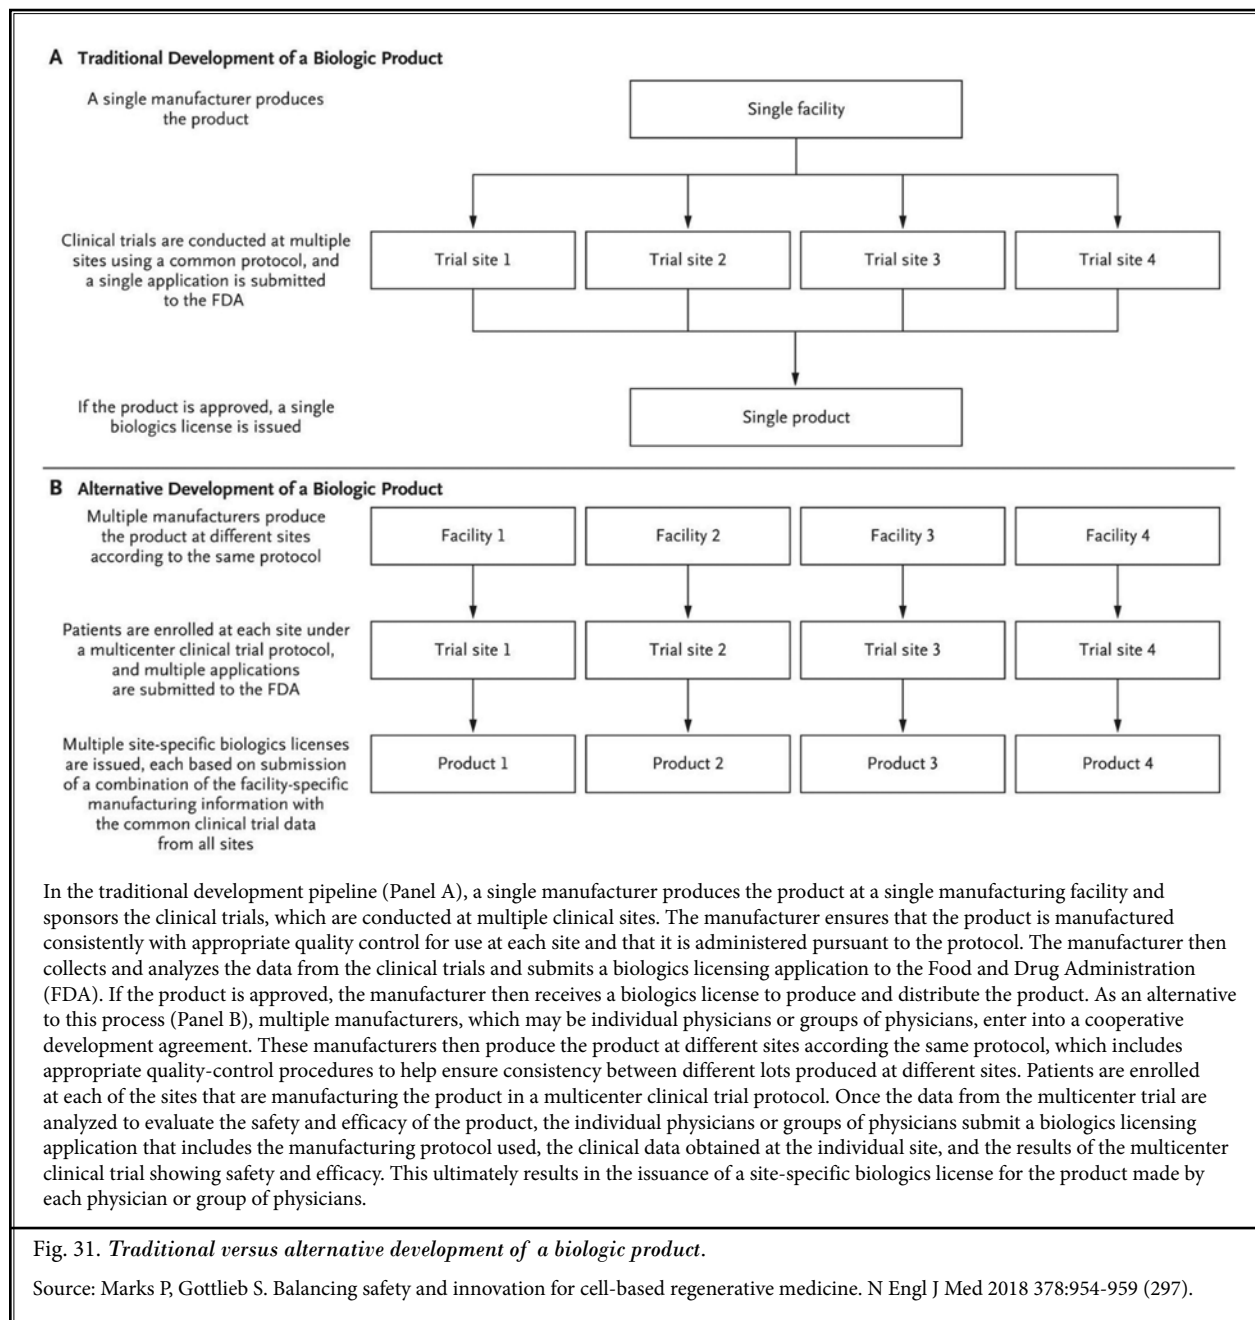 A Traditional Development of a Biologic Product
A single manufacturer produces
the product
Single facility
Clinical trials are conducted at multiple
sites using a common protocol, and
a single application is submitted
to the FDA
Trial site 1
Trial site 2
Trial site 3
Trial site 4
If the product is approved, a single
biologics license is issued
Single product
B Alternative Development of a Biologic Product
Multiple manufacturers produce
the product at different sites
according to the same protocol
Facility 1
Facility 2
Facility 3
Facility 4
Patients are enrolled at each site under
a multicenter clinical trial protocol,
and multiple applications
are submitted to the FDA
Trial site 1
Trial site 2
Trial site 3
Trial site 4
Multiple site-specific biologics licenses
are issued, each based on submission
of a combination of the facility-specific
manufacturing information with
the common clinical trial data
from all sites
Product 1
Product 2
Product 3
Product 4
In the traditional development pipeline (Panel A), a single manufacturer produces the product at a single manufacturing facility and
sponsors the clinical trials, which are conducted at multiple clinical sites. The manufacturer ensures that the product is manufactured
consistently with appropriate quality control for use at each site and that it is administered pursuant to the protocol. The manufacturer then
collects and analyzes the data from the clinical trials and submits a biologics licensing application to the Food and Drug Administration
(FDA). If the product is approved, the manufacturer then receives a biologics license to produce and distribute the product. As an alternative
to this process (Panel B), multiple manufacturers, which may be individual physicians or groups of physicians, enter into a cooperative
development agreement. These manufacturers then produce the product at different sites according the same protocol, which includes
appropriate quality-control procedures to help ensure consistency between different lots produced at different sites. Patients are enrolled
at each of the sites that are manufacturing the product in a multicenter clinical trial protocol. Once the data from the multicenter trial are
analyzed to evaluate the safety and efficacy of the product, the individual physicians or groups of physicians submit a biologics licensing
application that includes the manufacturing protocol used, the clinical data obtained at the individual site, and the results of the multicenter
clinical trial showing safety and efficacy. This ultimately results in the issuance of a site-specific biologics license for the product made by
each physician or group of physicians.
Fig. 31. Traditional versus alternative development of a biologic product.
Source: Marks P, Gottlieb S. Balancing safety and innovation for cell-based regenerative medicine. N Engl J Med 2018 378:954-959 (297).